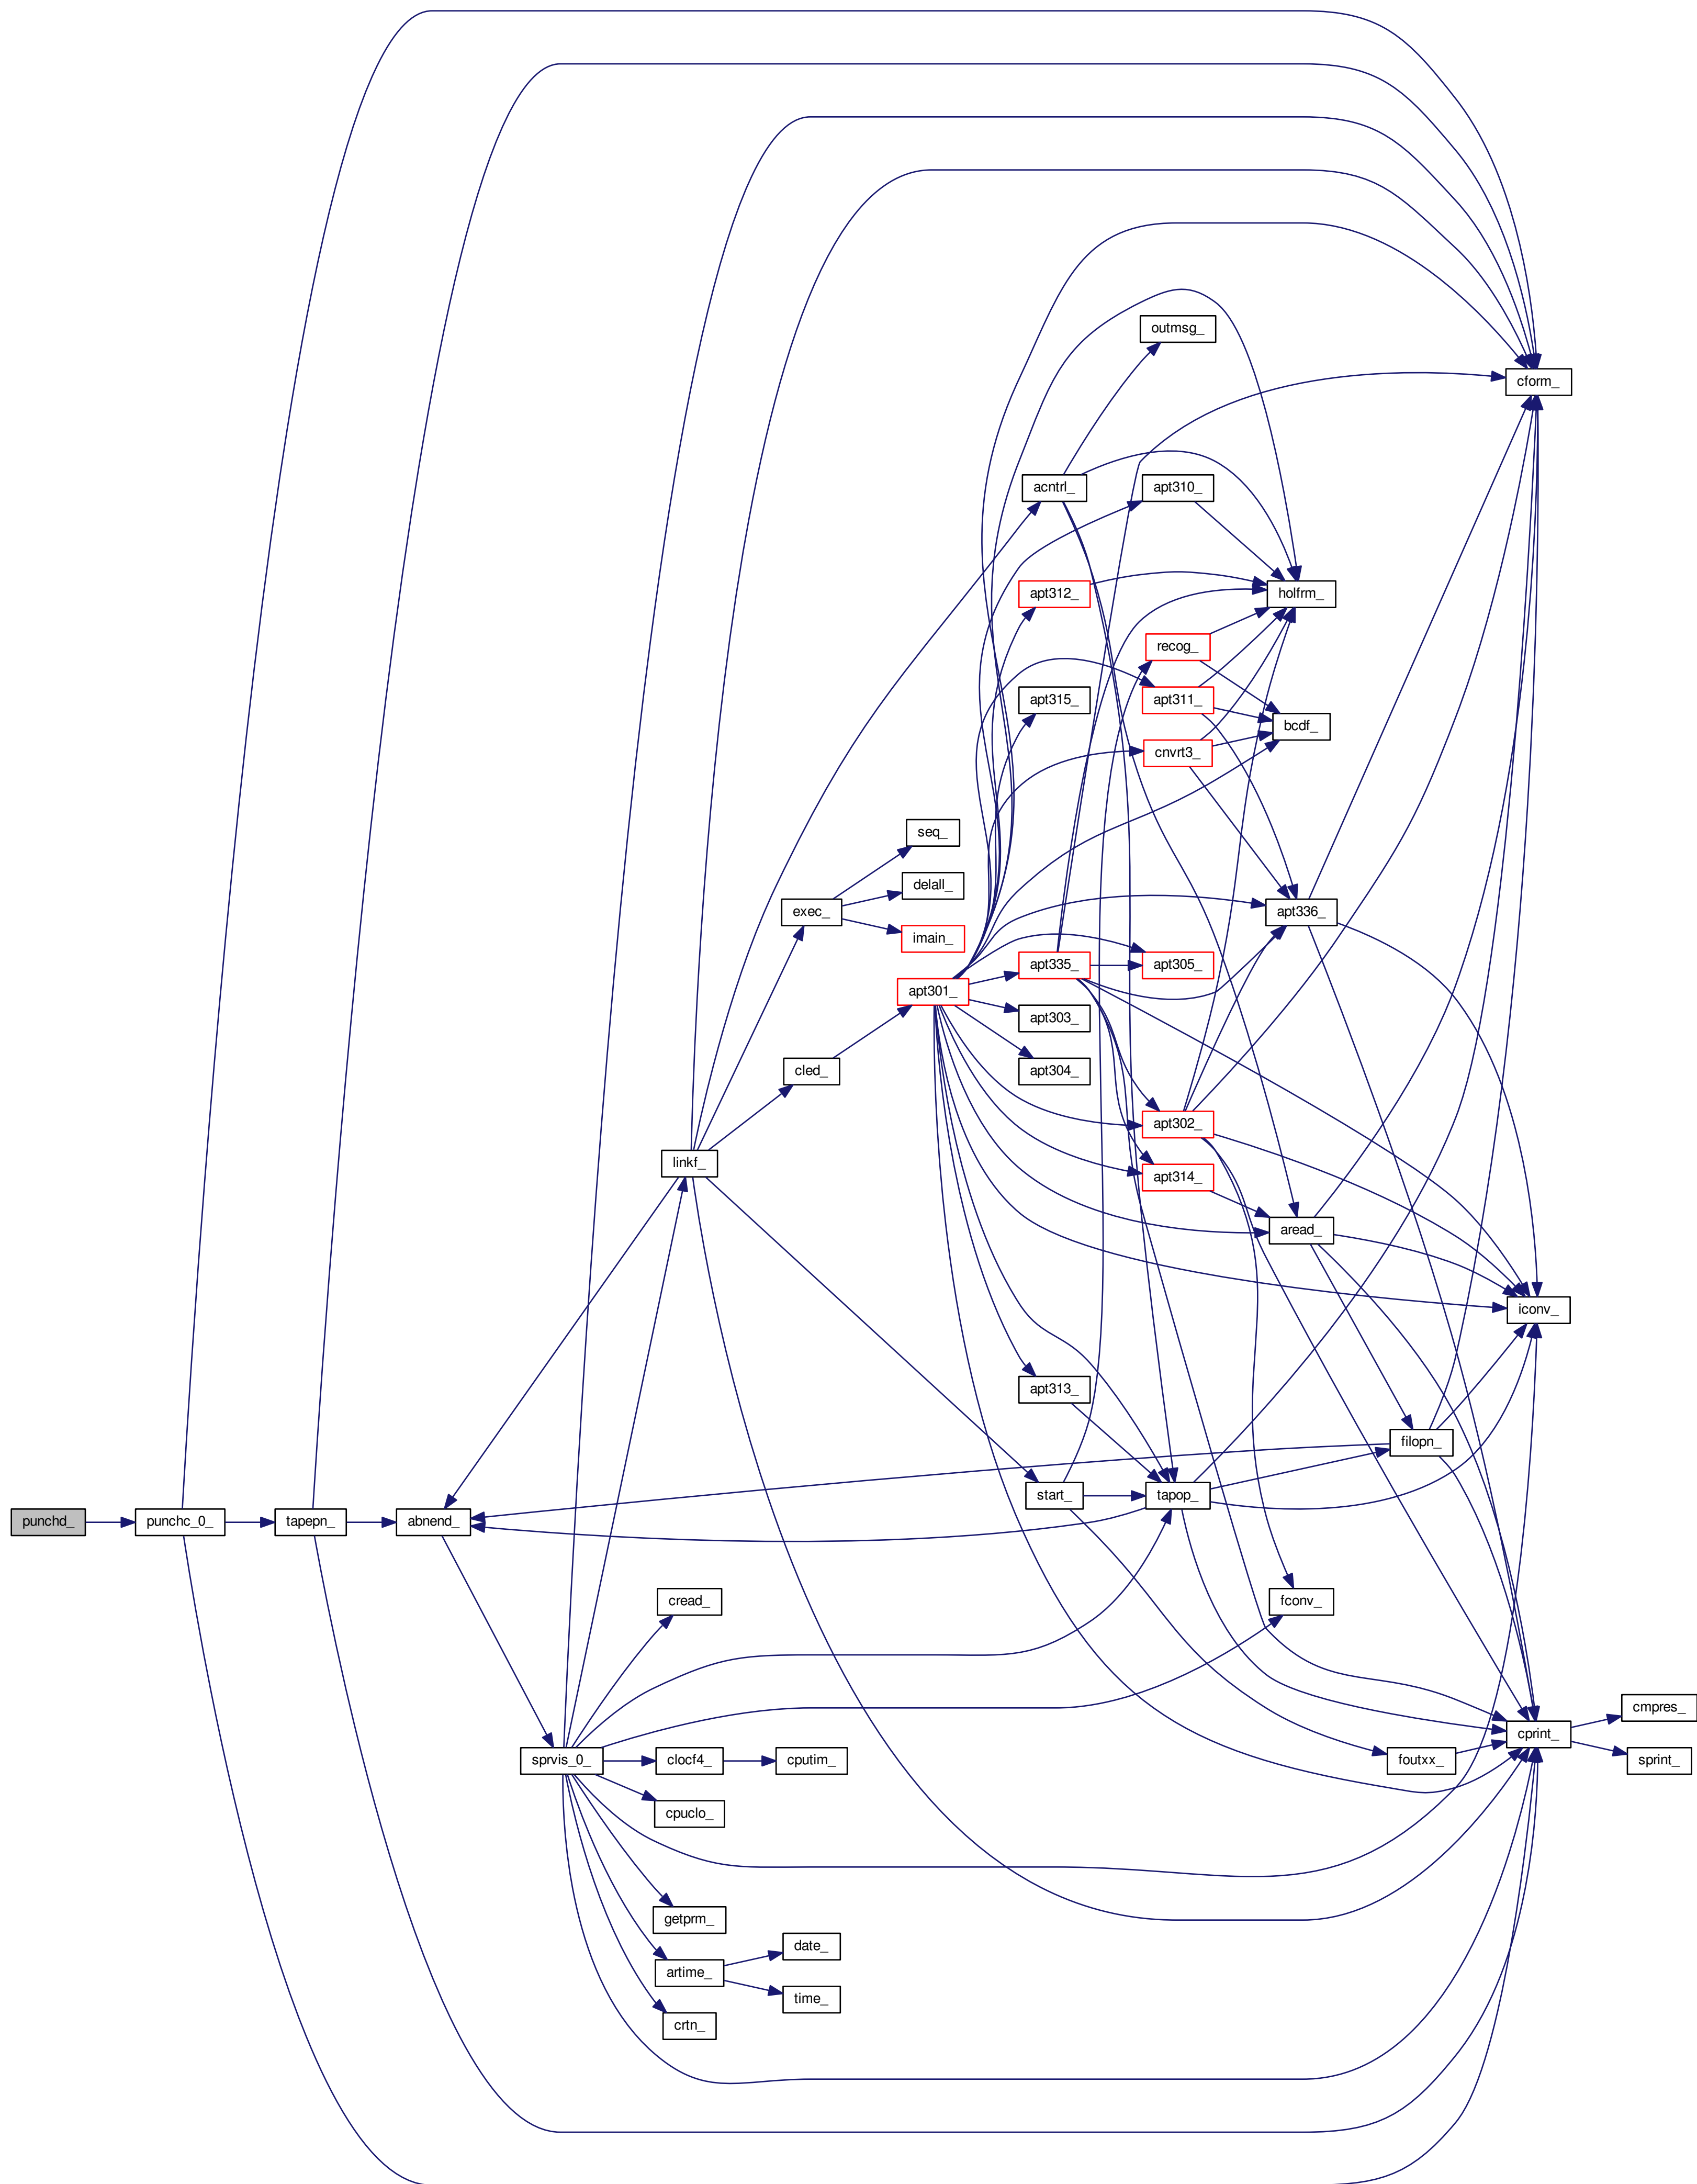 punchd_
punchc_0_
tapepn_
abnend_
sprvis_0_
linkf_
cread_
clocf4_
cpuclo_
getprm_
artime_
crtn_
exec_
cled_
cputim_
date_
time_
seq_
delall_
imain_
apt301_
acntrl_
apt312_
apt315_
apt335_
apt303_
apt304_
apt313_
start_
outmsg_
apt310_
recog_
apt311_
cnvrt3_
apt305_
apt302_
apt314_
tapop_
holfrm_
bcdf_
apt336_
aread_
fconv_
filopn_
foutxx_
cform_
iconv_
cprint_
cmpres_
sprint_